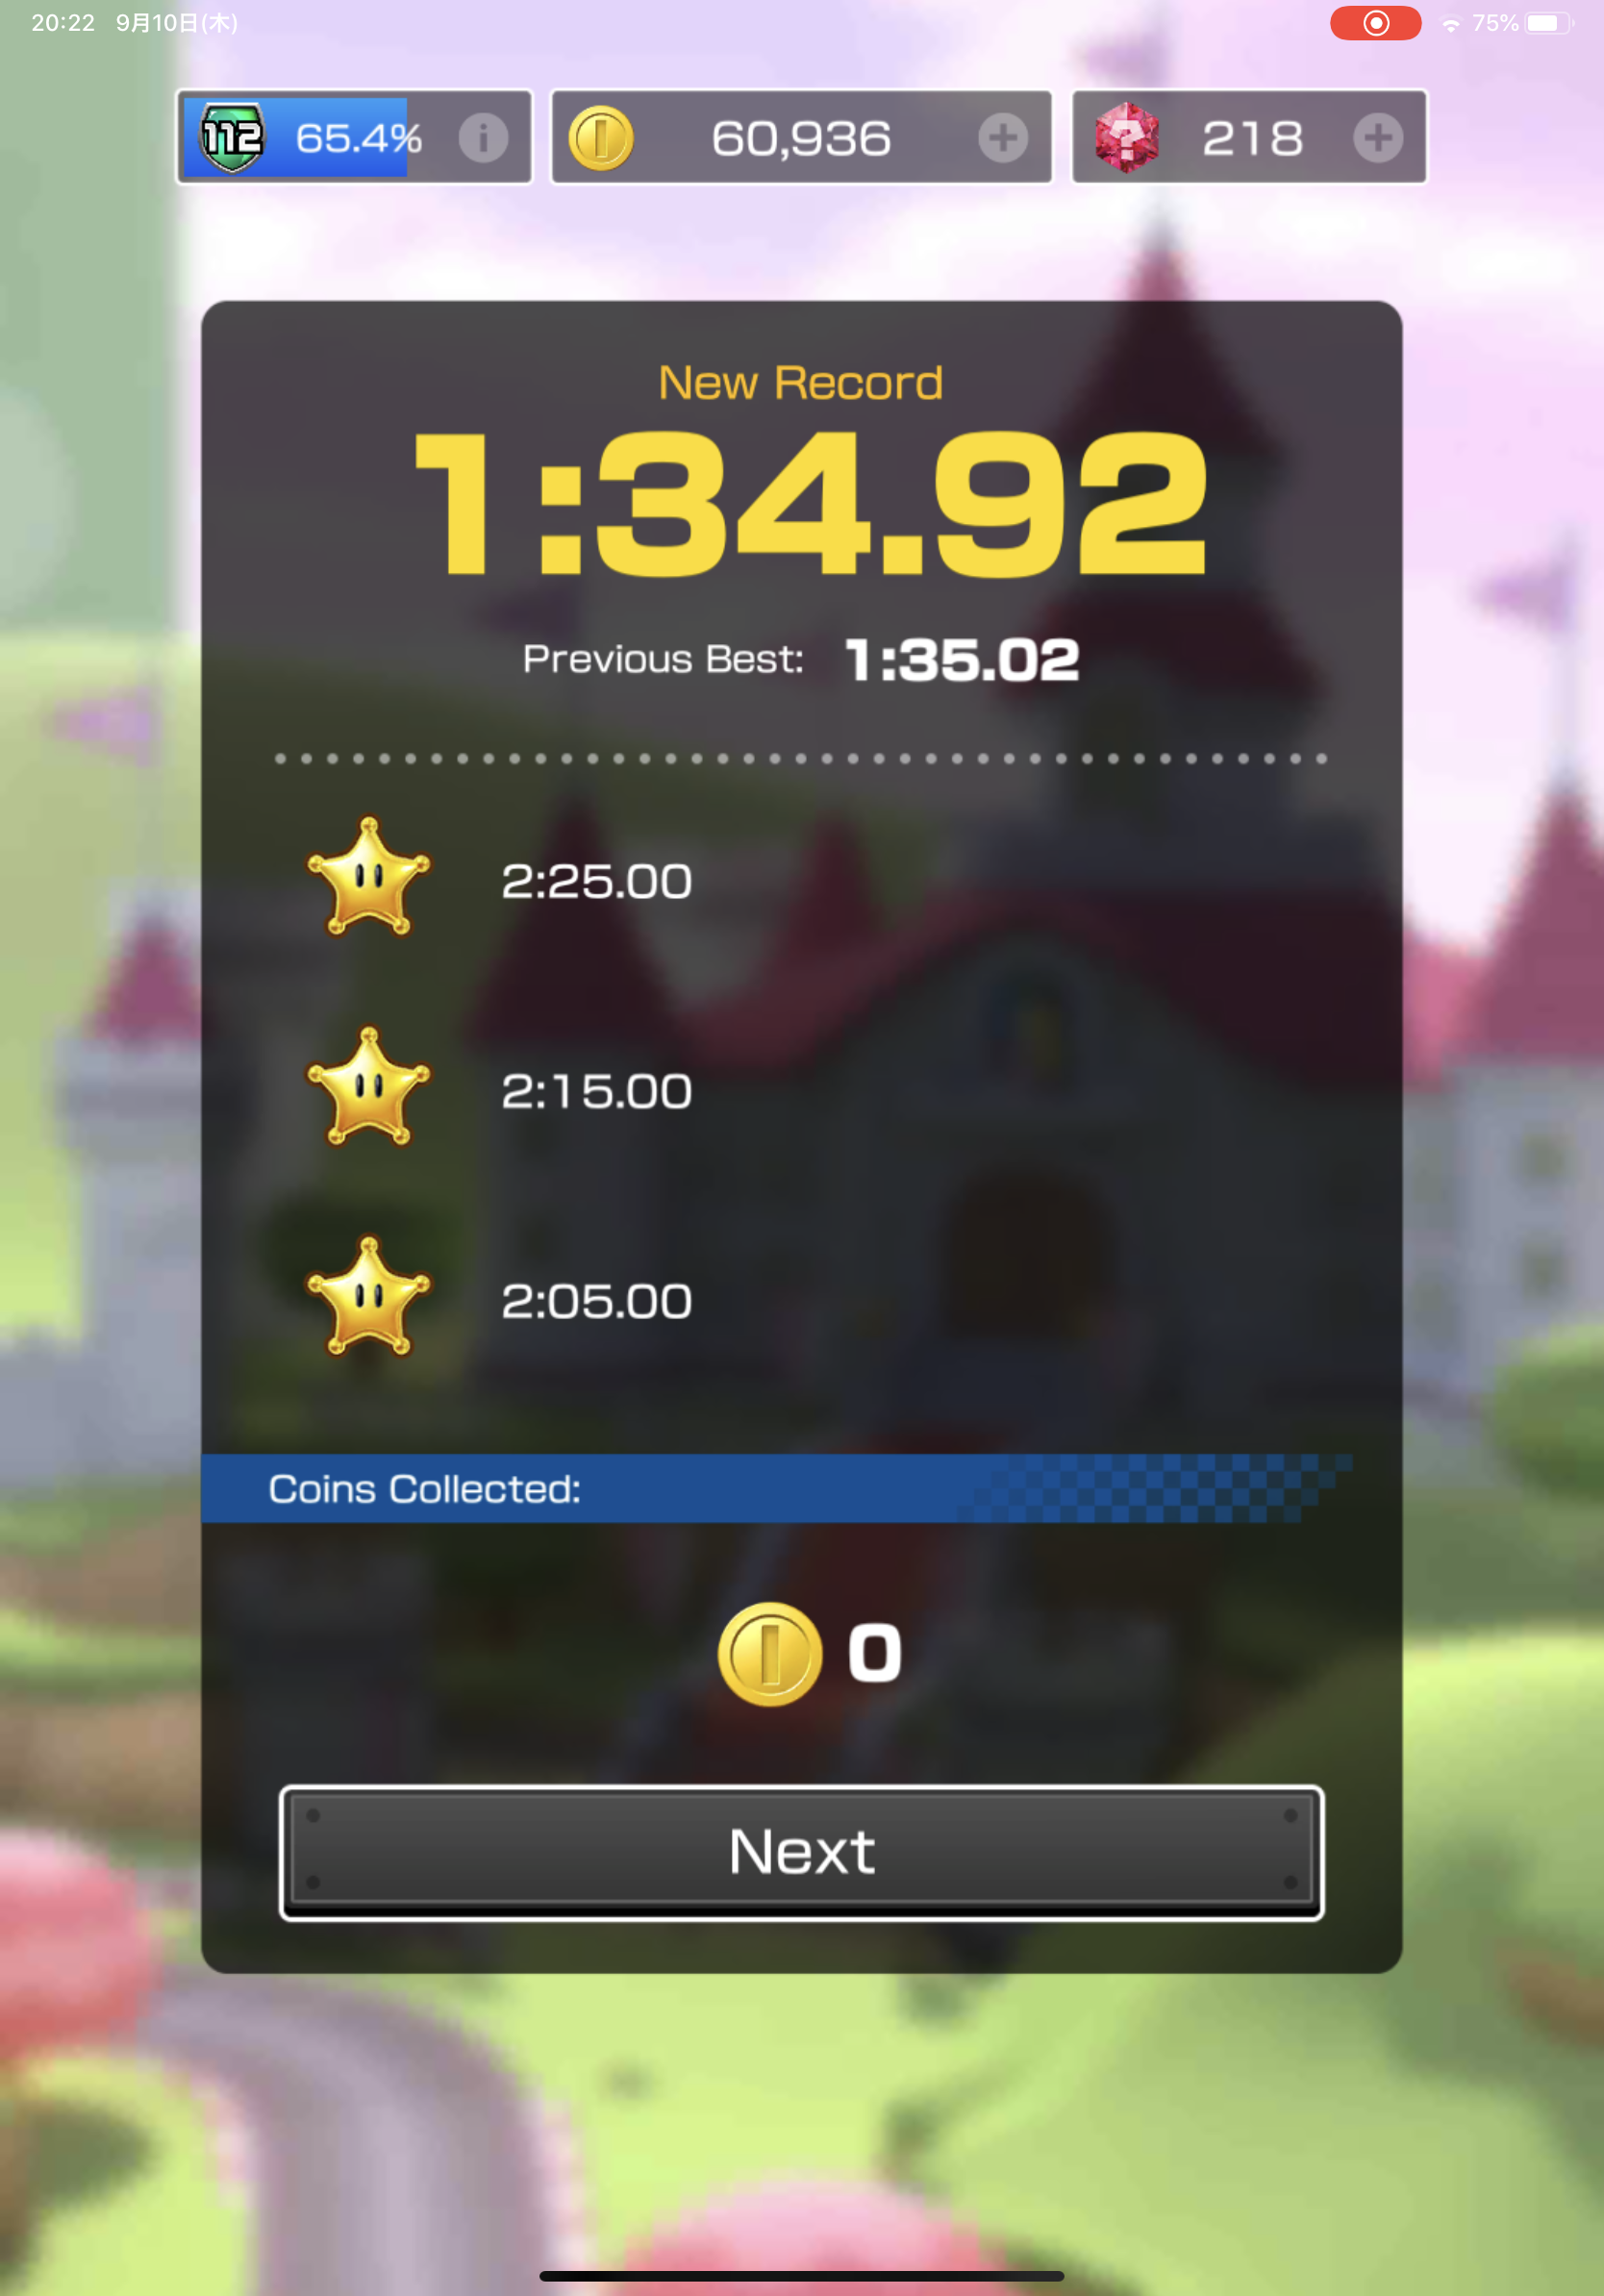 20:22 9月10日(木) 75%
112 65.4% i 60,936 + ? 218 +
New Record
1:34.92
Previous Best: 1:35.02
2:25.00
2:15.00
2:05.00
Coins Collected:
0
Next